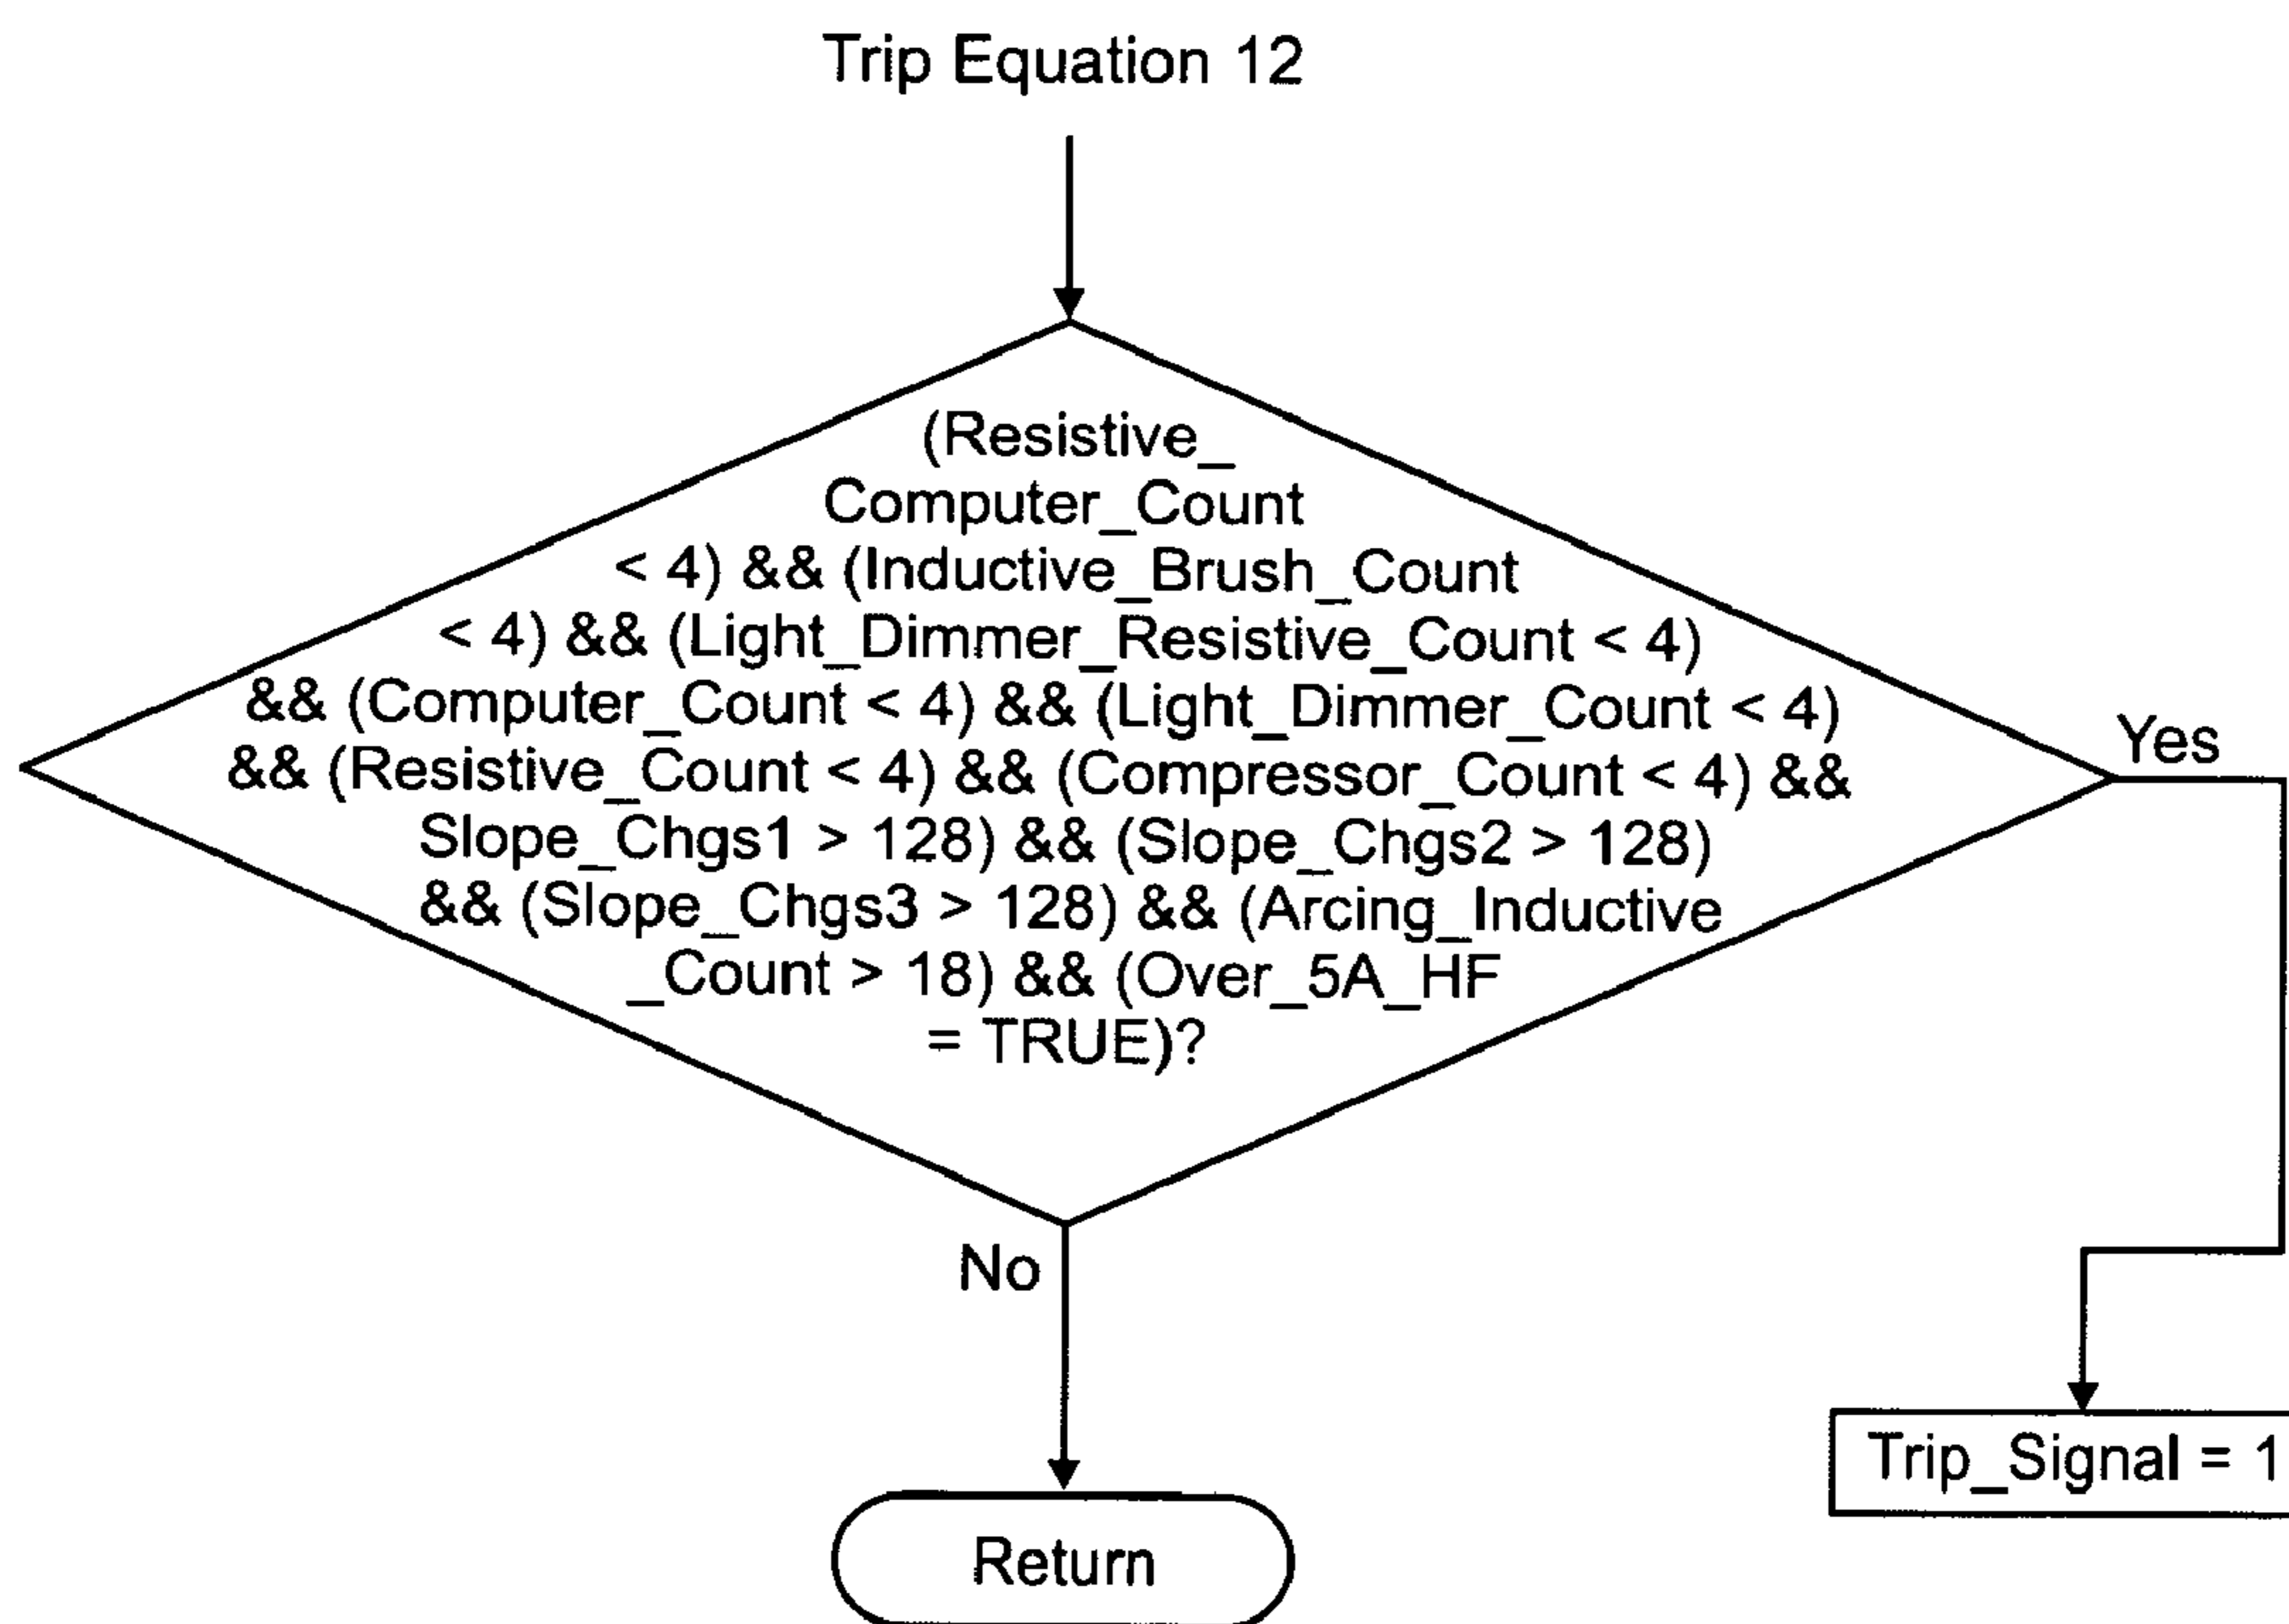 Trip Equation 12
(Resistive_
Computer_Count
< 4) && (Inductive_Brush_Count
< 4) && (Light_Dimmer_Resistive_Count < 4)
&& (Computer_Count < 4) && (Light_Dimmer_Count < 4)
&& (Resistive_Count < 4) && (Compressor_Count < 4) &&
Slope_Chgs1 > 128) && (Slope_Chgs2 > 128)
&& (Slope_Chgs3 > 128) && (Arcing_Inductive
_Count > 18) && (Over_5A_HF
= TRUE)?
Yes
No
Trip_Signal = 1
Return